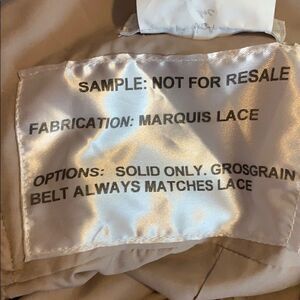 SAMPLE: NOT FOR RESALE
FABRICATION: MARQUIS LACE
OPTIONS: SOLID ONLY. GROSGRAIN
BELT ALWAYS MATCHES LACE